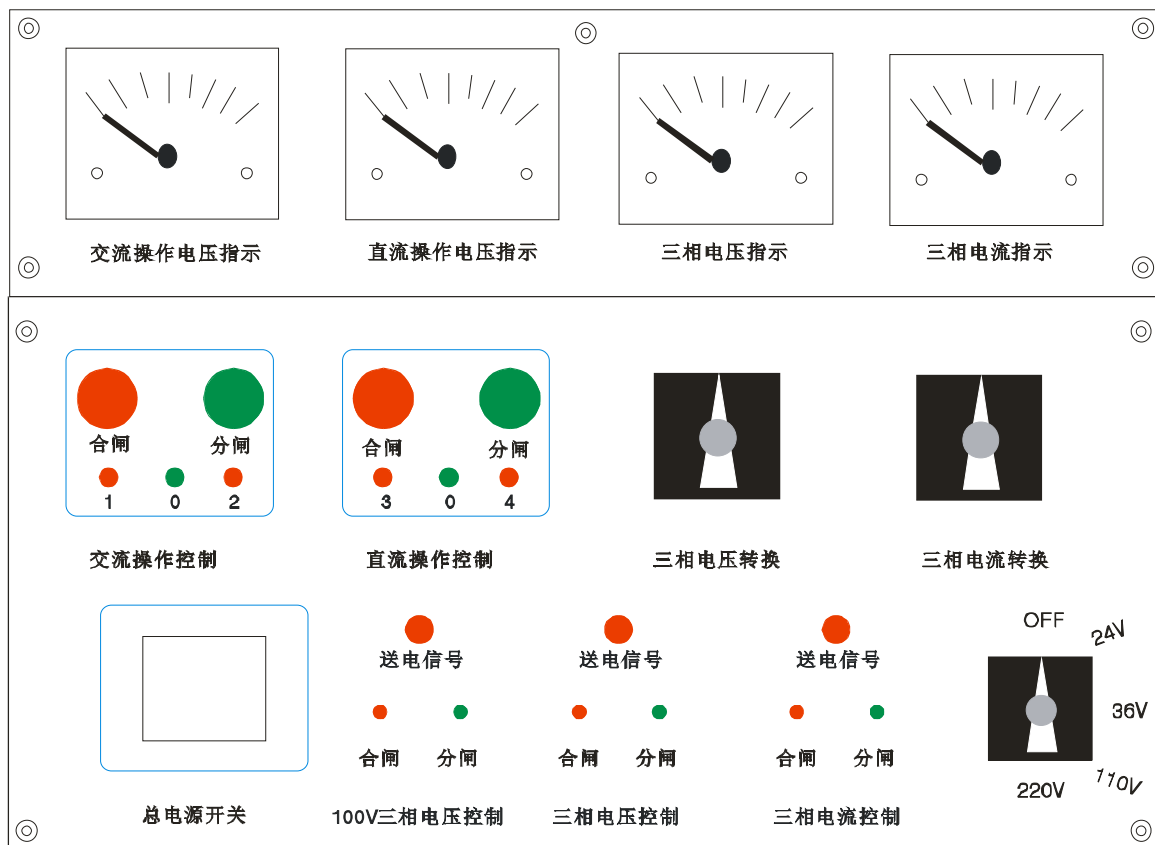 交流操作电压指示
直流操作电压指示
三相电压指示
三相电流指示
合闸
分闸
1
0
2
合闸
分闸
3
0
4
交流操作控制
直流操作控制
三相电压转换
三相电流转换
送电信号
合闸
分闸
送电信号
合闸
分闸
送电信号
合闸
分闸
OFF
24V
36V
110V
220V
总电源开关
100V三相电压控制
三相电压控制
三相电流控制